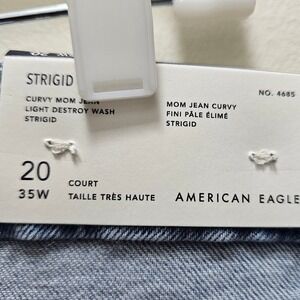 STRIGID
NO. 4685
CURVY MOM JEAN
LIGHT DESTROY WASH
STRIGID
MOM JEAN CURVY
FINI PÂLE ÉLIMÉ
STRIGID
20
35W
COURT
TAILLE TRÈS HAUTE
AMERICAN EAGLE